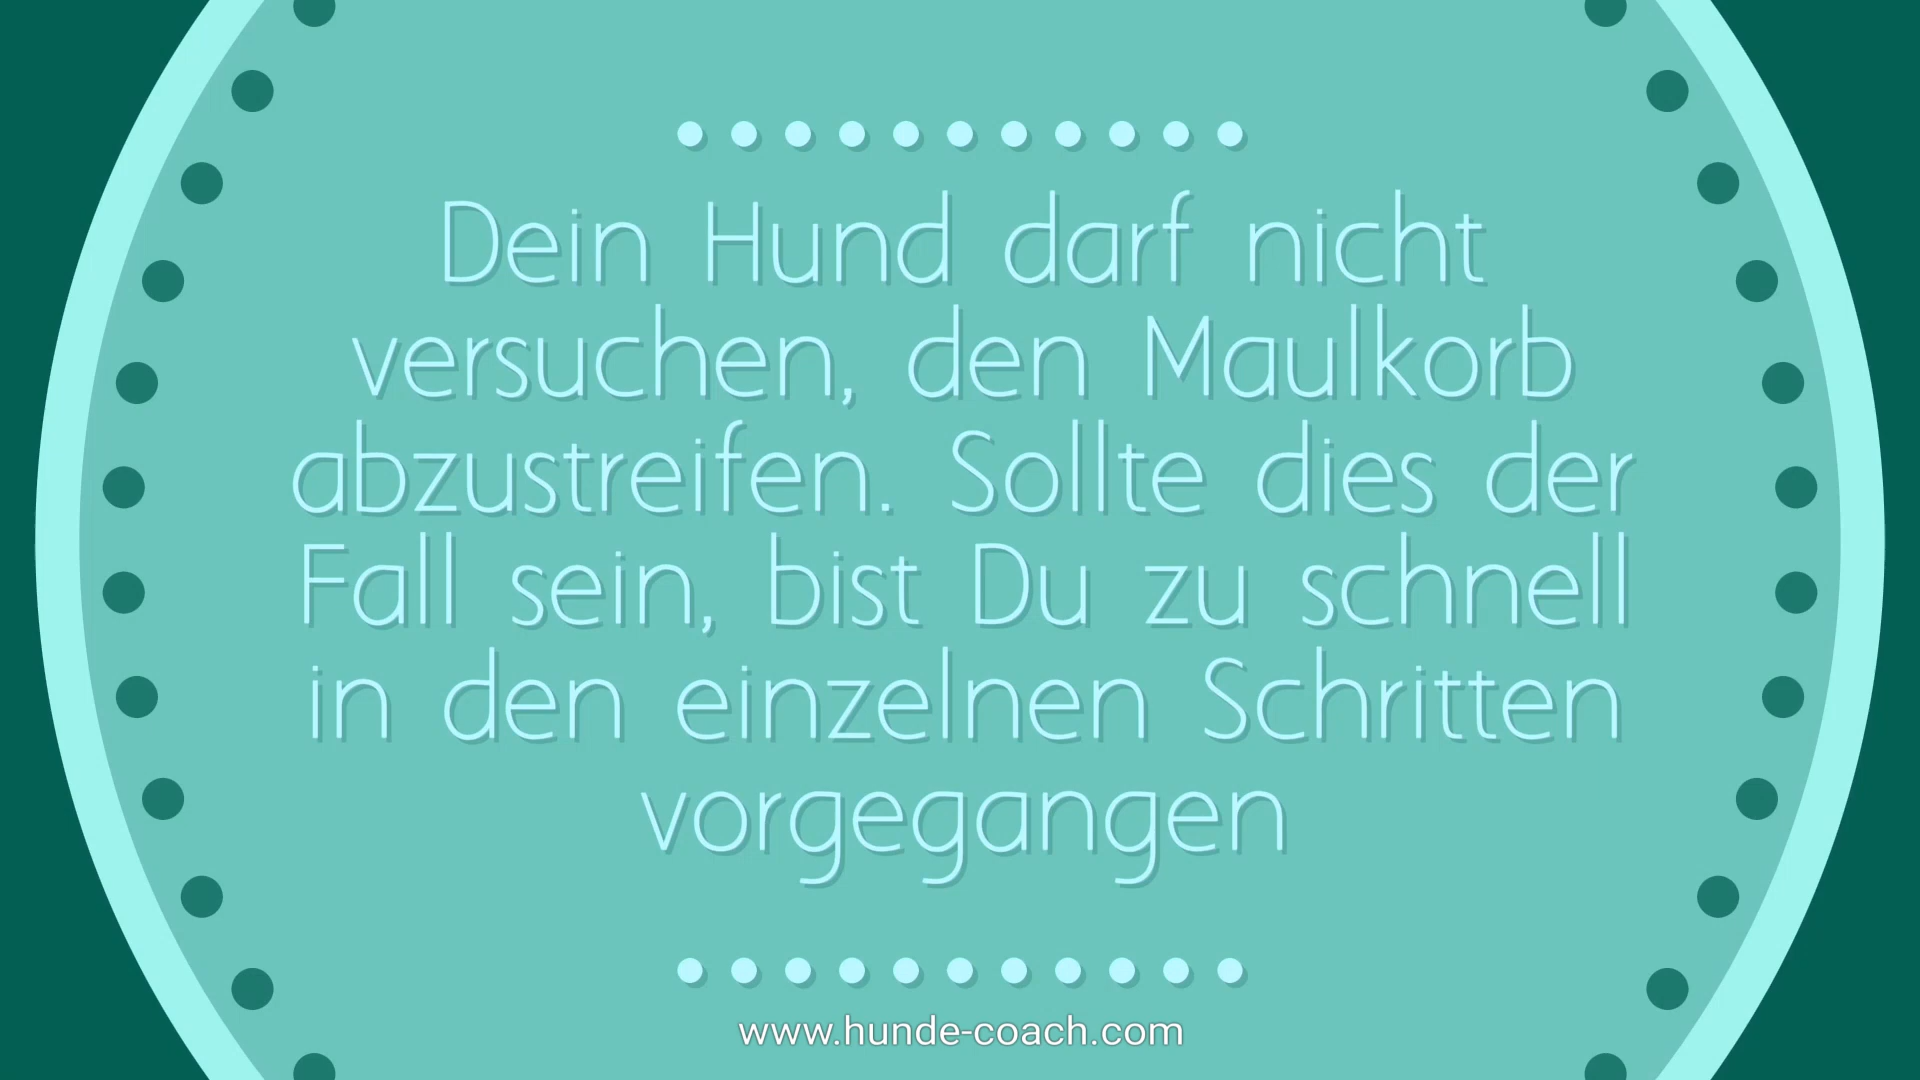 Dein Hund darf nicht
versuchen, den Maulkorb
abzustreifen. Sollte dies der
Fall sein, bist Du zu schnell
in den einzelnen Schritten
vorgegangen
www.hunde-coach.com